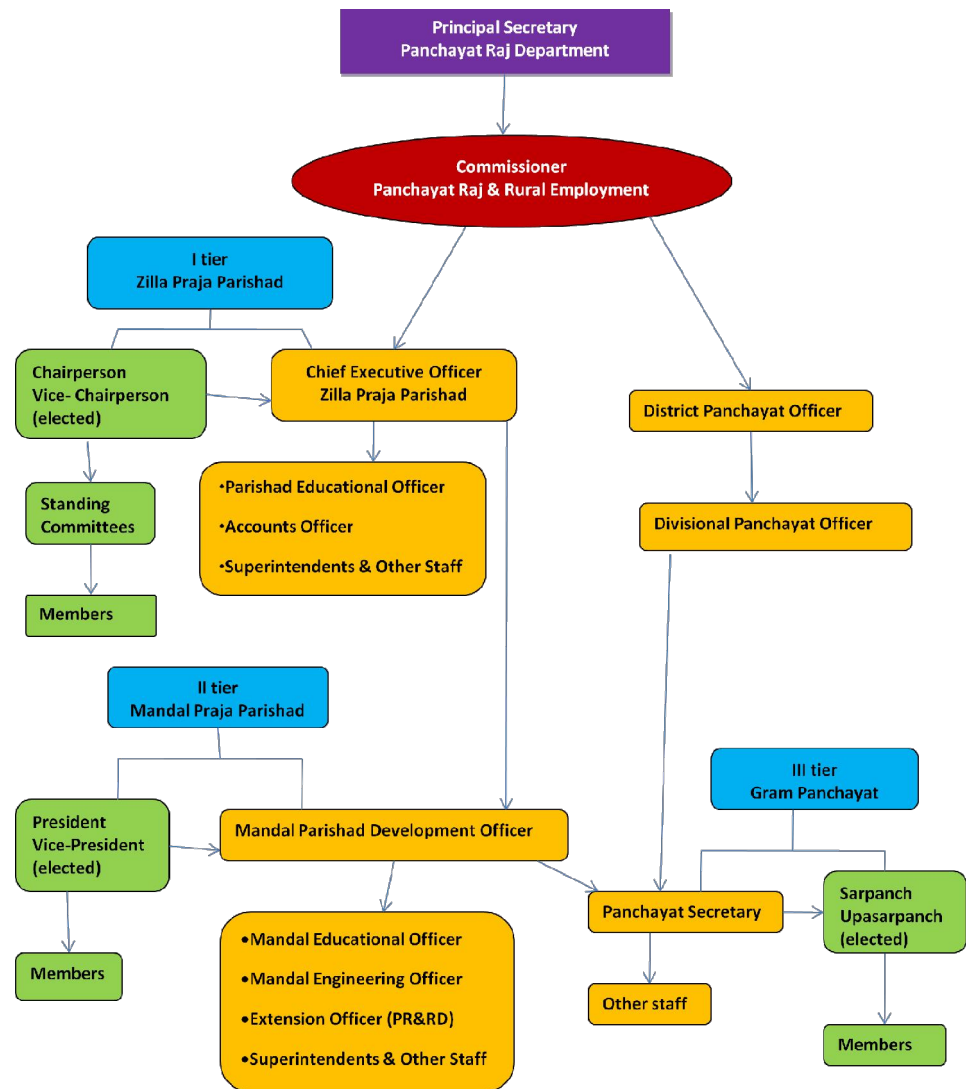 Principal Secretary
Panchayat Raj Department
Commissioner
Panchayat Raj & Rural Employment
I tier
Zilla Praja Parishad
Chairperson
Vice- Chairperson
(elected)
Chief Executive Officer
Zilla Praja Parishad
District Panchayat Officer
Standing
Committees
•Parishad Educational Officer
•Accounts Officer
•Superintendents & Other Staff
Divisional Panchayat Officer
Members
II tier
Mandal Praja Parishad
III tier
Gram Panchayat
President
Vice-President
(elected)
Mandal Parishad Development Officer
Panchayat Secretary
Sarpanch
Upasarpanch
(elected)
Members
•Mandal Educational Officer
•Mandal Engineering Officer
•Extension Officer (PR&RD)
•Superintendents & Other Staff
Other staff
Members